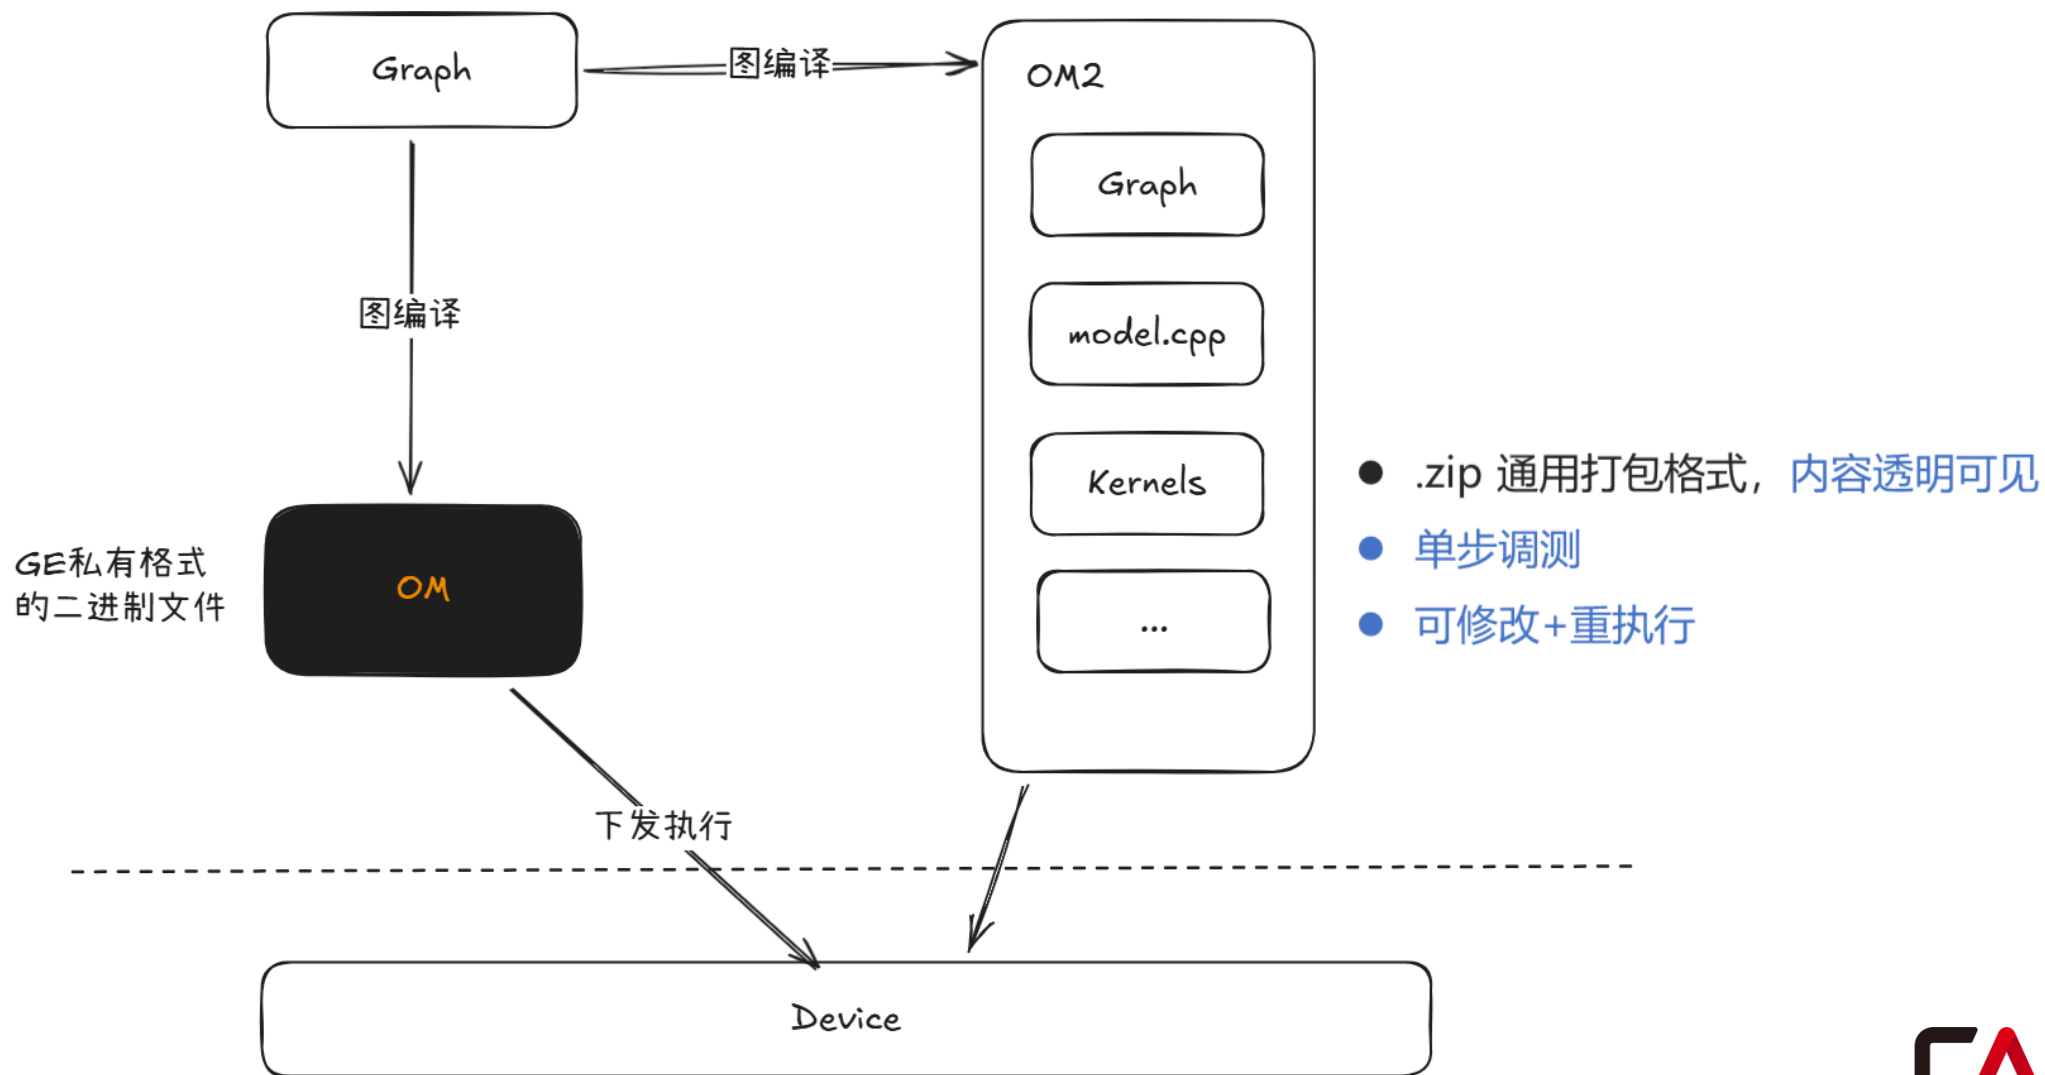 Graph
图编译
OM2
Graph
图编译
model.cpp
Kernels
.zip 通用打包格式，内容透明可见
单步调测
可修改+重执行
GE私有格式
的二进制文件
OM
...
下发执行
Device